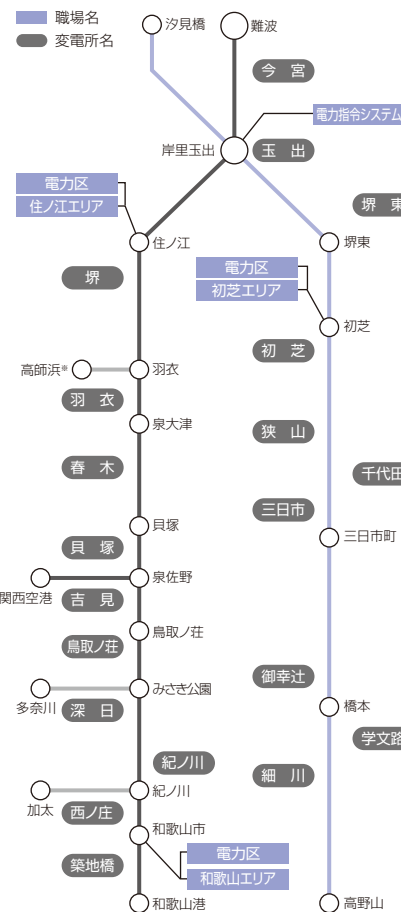 職場名
変電所名
汐見橋
難波
今 宮
電力指令システム
岸里玉出
玉 出
電力区
住ノ江エリア
堺 東
住ノ江
堺東
電力区
初芝エリア
堺
初芝
初 芝
高師浜※
羽衣
羽 衣
泉大津
狭 山
春 木
千代田
三日市
貝塚
三日市町
貝 塚
泉佐野
関西空港
吉 見
鳥取ノ荘
鳥取ノ荘
みさき公園
御幸辻
多奈川
深 日
橋本
学文路
紀ノ川
細 川
紀ノ川
加太
西ノ庄
和歌山市
電力区
和歌山エリア
築地橋
和歌山港
高野山